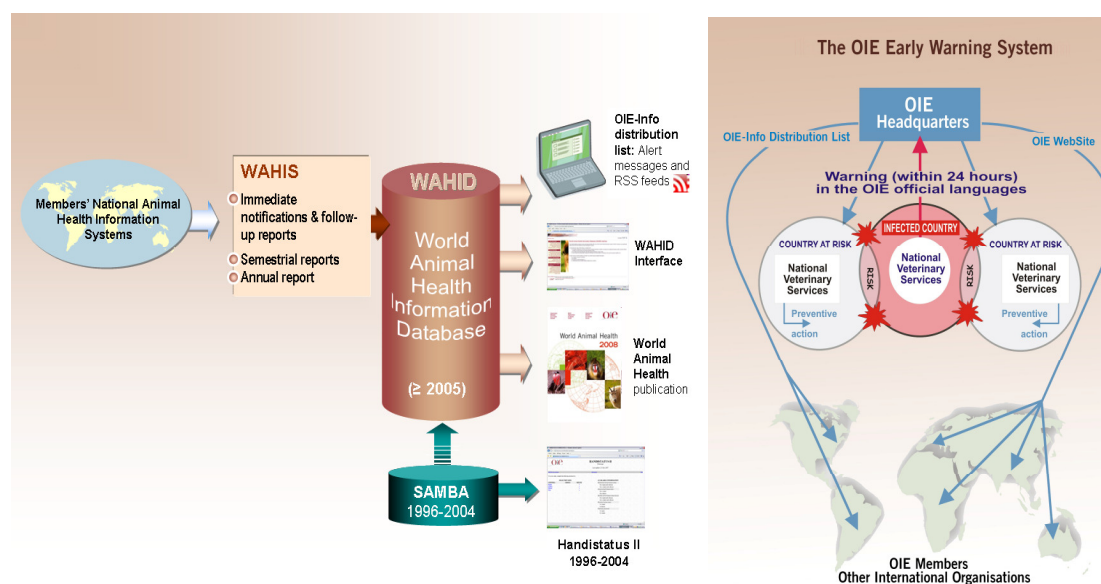 Members' National Animal
Health Information
Systems
WAHIS
Immediate
notifications & follow-
up reports
Semestrial reports
Annual report
WAHID
World
Animal
Health
Information
Database
(≥ 2005)
SAMBA
1996-2004
OIE-Info
distribution
list: Alert
messages and
RSS feeds
WAHID
Interface
oie
World Animal Health
2008
World
Animal
Health
publication
oie
HANDISTATUS II
Handistatus II
1996-2004
The OIE Early Warning System
OIE
Headquarters
OIE-Info Distribution List
OIE WebSite
Warning (within 24 hours)
in the OIE official languages
INFECTED COUNTRY
National
Veterinary
Services
COUNTRY AT RISK
National
Veterinary
Services
Preventive
action
RISK
RISK
COUNTRY AT RISK
National
Veterinary
Services
Preventive
action
OIE Members
Other International Organisations